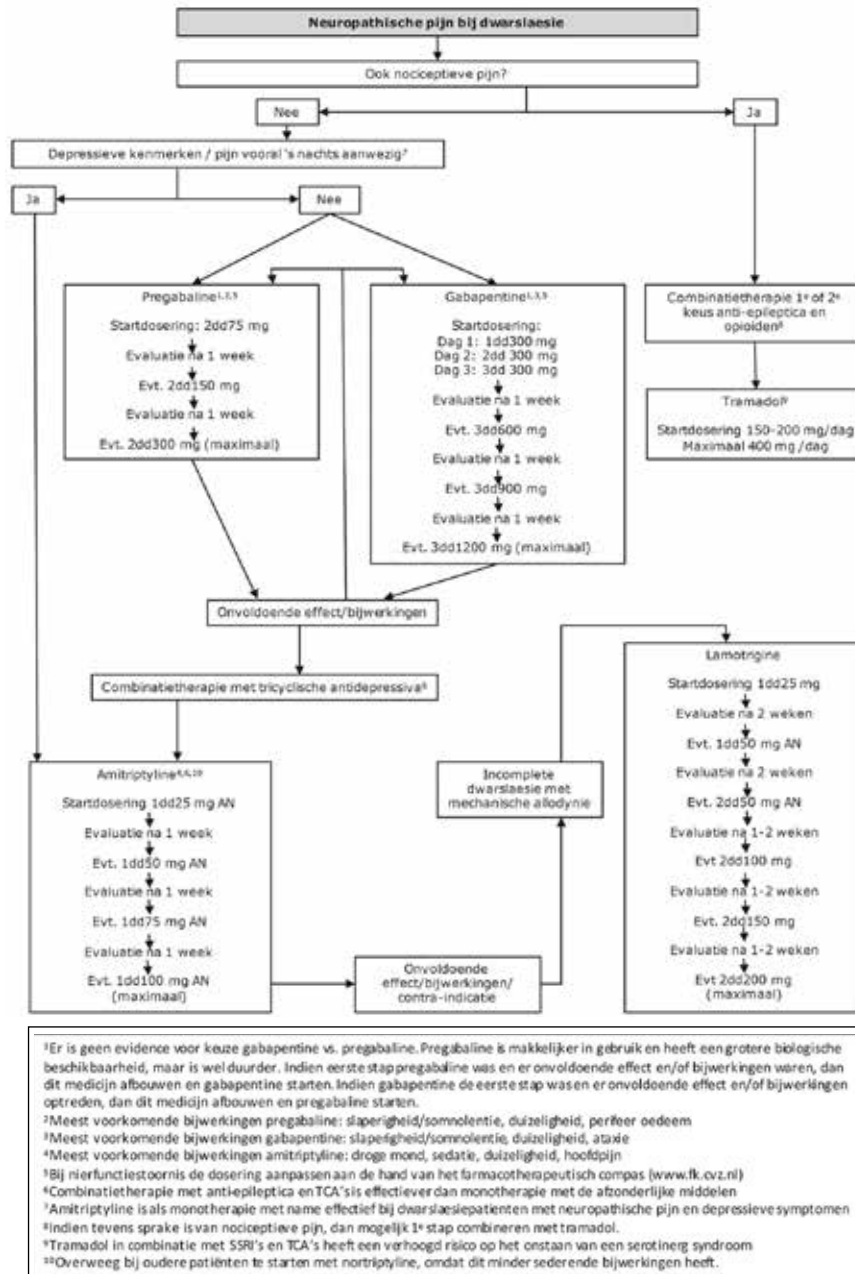 Neuropathische pijn bij dwarslaesie
Ook nociceptieve pijn?
Nee
Ja
Depressieve kenmerken / pijn vooral 's nachts aanwezig⁷
Ja
Nee
Pregabaline¹,²,⁵
Startdosering: 2dd75 mg
Evaluatie na 1 week
Evt. 2dd150 mg
Evaluatie na 1 week
Evt. 2dd300 mg (maximaal)
Gabapentine¹,³,⁵
Startdosering:
Dag 1: 1dd300 mg
Dag 2: 2dd 300 mg
Dag 3: 3dd 300 mg
Evaluatie na 1 week
Evt. 3dd600 mg
Evaluatie na 1 week
Evt. 3dd900 mg
Evaluatie na 1 week
Evt. 3dd1200 mg (maximaal)
Combinatietherapie 1ᵉ of 2ᵉ
keus anti-epileptica en
opioiden⁸
Tramadol⁹
Startdosering 150-200 mg/dag
Maximaal 400 mg /dag
Onvoldoende effect/bijwerkingen
Combinatietherapie met tricyclische antidepressiva⁶
Amitriptyline⁴,⁶,¹⁰
Startdosering 1dd25 mg AN
Evaluatie na 1 week
Evt. 1dd50 mg AN
Evaluatie na 1 week
Evt. 1dd75 mg AN
Evaluatie na 1 week
Evt. 1dd100 mg AN
(maximaal)
Onvoldoende
effect/bijwerkingen/
contra-indicatie
Incomplete
dwarslaesie met
mechanische allodynie
Lamotrigine
Startdosering 1dd25 mg
Evaluatie na 2 weken
Evt. 1dd50 mg AN
Evaluatie na 2 weken
Evt. 2dd50 mg AN
Evaluatie na 1-2 weken
Evt 2dd100 mg
Evaluatie na 1-2 weken
Evt. 2dd150 mg
Evaluatie na 1-2 weken
Evt 2dd200 mg
(maximaal)
¹Er is geen evidence voor keuze gabapentine vs. pregabaline. Pregabaline is makkelijker in gebruik en heeft een grotere biologische
beschikbaarheid, maar is wel duurder. Indien eerste stap pregabaline was en er onvoldoende effect en/of bijwerkingen waren, dan
dit medicijn afbouwen en gabapentine starten. Indien gabapentine de eerste stap was en er onvoldoende effect en/of bijwerkingen
optreden, dan dit medicijn afbouwen en pregabaline starten.
²Meest voorkomende bijwerkingen pregabaline: slaperigheid/somnolentie, duizeligheid, perifeer oedeem
³Meest voorkomende bijwerkingen gabapentine: slaperigheid/somnolentie, duizeligheid, ataxie
⁴Meest voorkomende bijwerkingen amitriptyline: droge mond, sedatie, duizeligheid, hoofdpijn
⁵Bij nierfunctiestoornis de dosering aanpassen aan de hand van het farmacotherapeutisch compas (www.fk.cvz.nl)
⁶Combinatietherapie met anti-epileptica en TCA's is effectiever dan monotherapie met de afzonderlijke middelen
⁷Amitriptyline is als monotherapie met name effectief bij dwarslaesiepatienten met neuropathische pijn en depressieve symptomen
⁸Indien tevens sprake is van nociceptieve pijn, dan mogelijk 1ᵉ stap combineren met tramadol.
⁹Tramadol in combinatie met SSRI's en TCA's heeft een verhoogd risico op het onstaan van een serotinerg syndroom
¹⁰Overweeg bij oudere patiënten te starten met nortriptyline, omdat dit minder sederende bijwerkingen heeft.